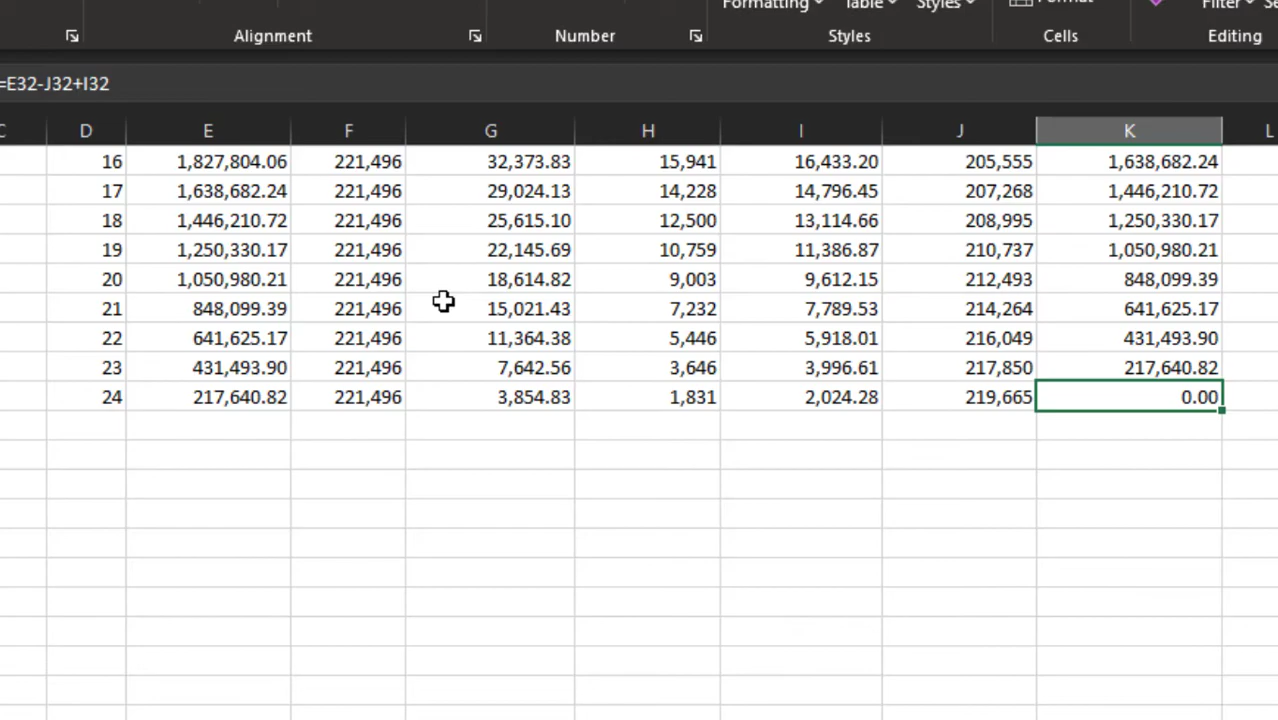 Formatting Table Styles Format Filter
Alignment Number Styles Cells Editing
=E32-J32+I32
C D E F G H I J K L
16 1,827,804.06 221,496 32,373.83 15,941 16,433.20 205,555 1,638,682.24
17 1,638,682.24 221,496 29,024.13 14,228 14,796.45 207,268 1,446,210.72
18 1,446,210.72 221,496 25,615.10 12,500 13,114.66 208,995 1,250,330.17
19 1,250,330.17 221,496 22,145.69 10,759 11,386.87 210,737 1,050,980.21
20 1,050,980.21 221,496 18,614.82 9,003 9,612.15 212,493 848,099.39
21 848,099.39 221,496 15,021.43 7,232 7,789.53 214,264 641,625.17
22 641,625.17 221,496 11,364.38 5,446 5,918.01 216,049 431,493.90
23 431,493.90 221,496 7,642.56 3,646 3,996.61 217,850 217,640.82
24 217,640.82 221,496 3,854.83 1,831 2,024.28 219,665 0.00